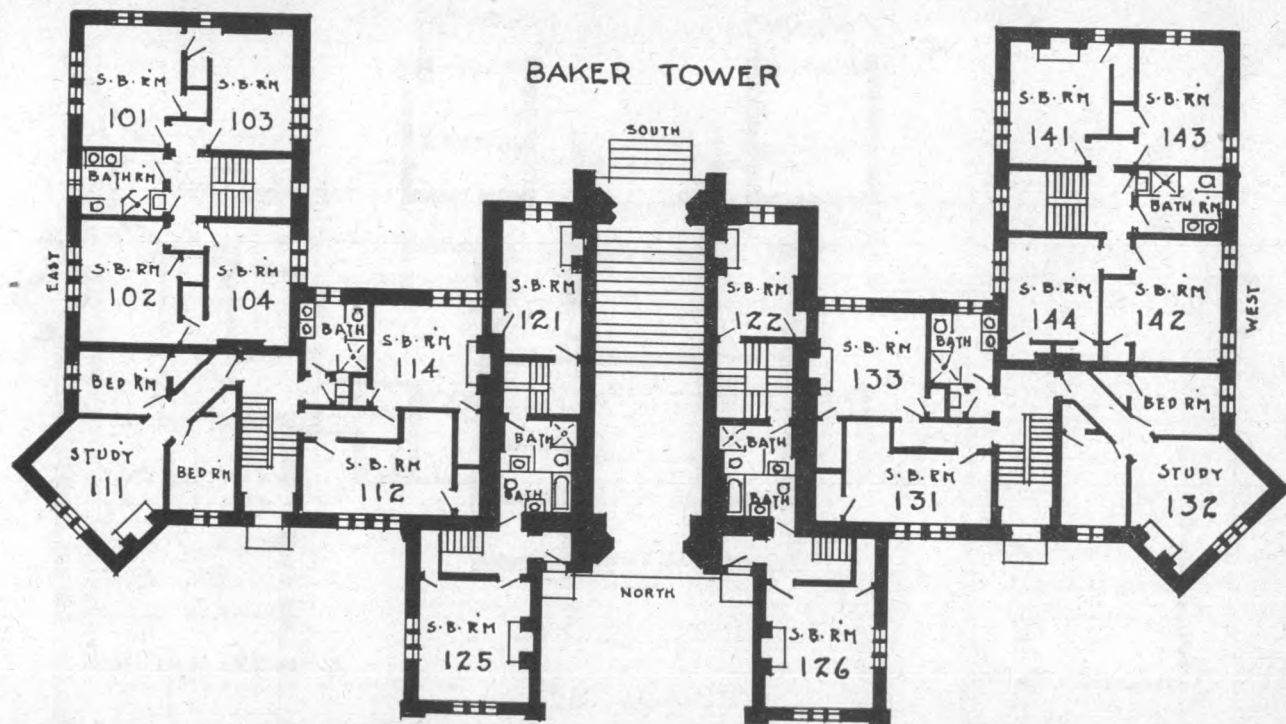 BAKER TOWER
SOUTH
S.B. RM
101
S.B. RM
103
BATH RM
EAST
S.B. RM
102
S.B. RM
104
BED RM
STUDY
111
BED RM
BATH
S.B. RM
114
S.B. RM
112
S.B. RM
121
BATH
BATH
S.B. RM
125
NORTH
S.B. RM
122
BATH
BATH
S.B. RM
126
S.B. RM
133
BATH
S.B. RM
131
S.B. RM
141
S.B. RM
143
BATH RM
S.B. RM
144
S.B. RM
142
WEST
BED RM
STUDY
132